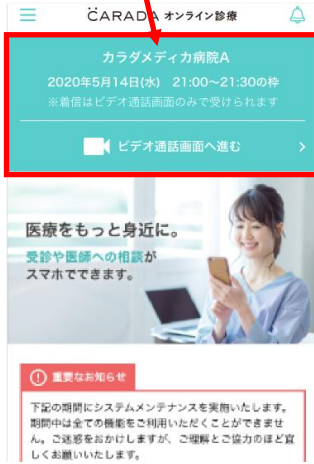 CARADA オンライン診療
カラダメディカ病院A
2020年5月14日(水) 21:00～21:30の枠
※着信はビデオ通話画面のみで受けられます
ビデオ通話画面へ進む
医療をもっと身近に。
受診や医師への相談が
スマホでできます。
重要なお知らせ
下記の期間にシステムメンテナンスを実施いたします。
期間中は全ての機能をご利用いただくことができませ
ん。ご迷惑をおかけしますが、ご理解とご協力のほど宜
しくお願いいたします。